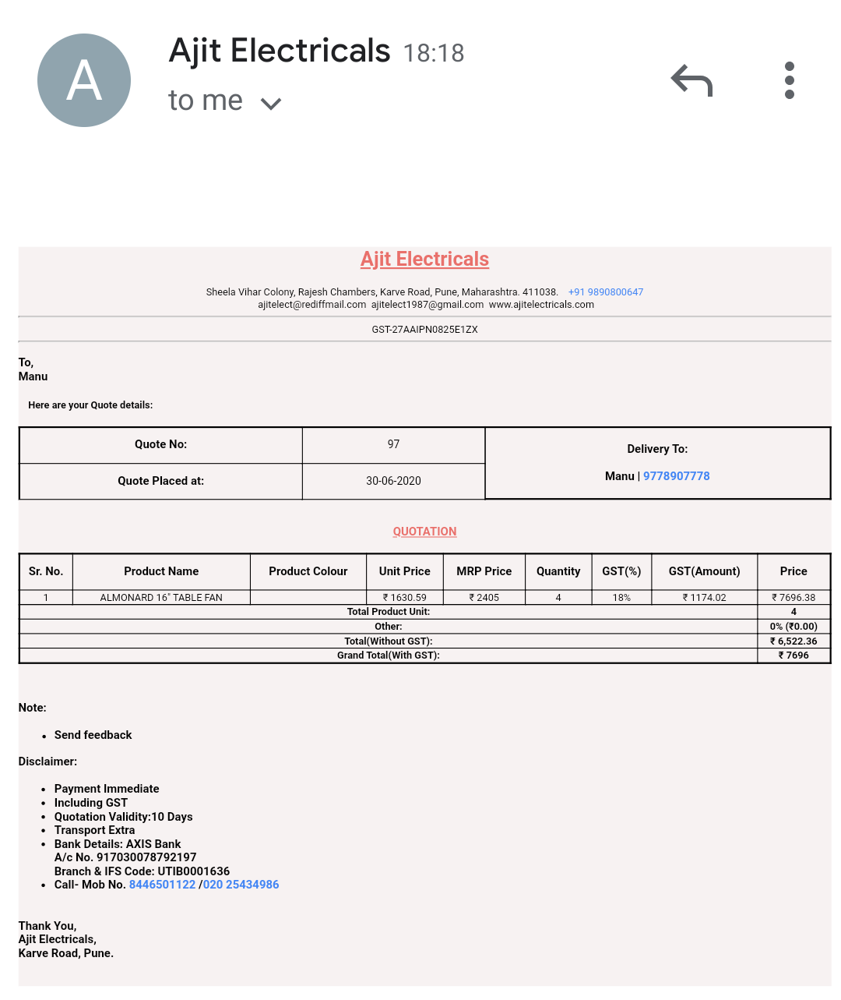 A
Ajit Electricals 18:18
to me
Ajit Electricals
Sheela Vihar Colony, Rajesh Chambers, Karve Road, Pune, Maharashtra. 411038. +91 9890800647
ajitelect@rediffmail.com ajitelect1987@gmail.com www.ajitelectricals.com
GST-27AAIPN0825E1ZX
To,
Manu
Here are your Quote details:
Quote No: 97
Quote Placed at: 30-06-2020
Delivery To:
Manu | 9778907778
QUOTATION
Sr. No. Product Name Product Colour Unit Price MRP Price Quantity GST(%) GST(Amount) Price
1 ALMONARD 16" TABLE FAN ₹ 1630.59 ₹ 2405 4 18% ₹ 1174.02 ₹ 7696.38
Total Product Unit: 4
Other: 0% (₹0.00)
Total(Without GST): ₹ 6,522.36
Grand Total(With GST): ₹ 7696
Note:
• Send feedback
Disclaimer:
• Payment Immediate
• Including GST
• Quotation Validity:10 Days
• Transport Extra
• Bank Details: AXIS Bank
A/c No. 917030078792197
Branch & IFS Code: UTIB0001636
• Call- Mob No. 8446501122 /020 25434986
Thank You,
Ajit Electricals,
Karve Road, Pune.